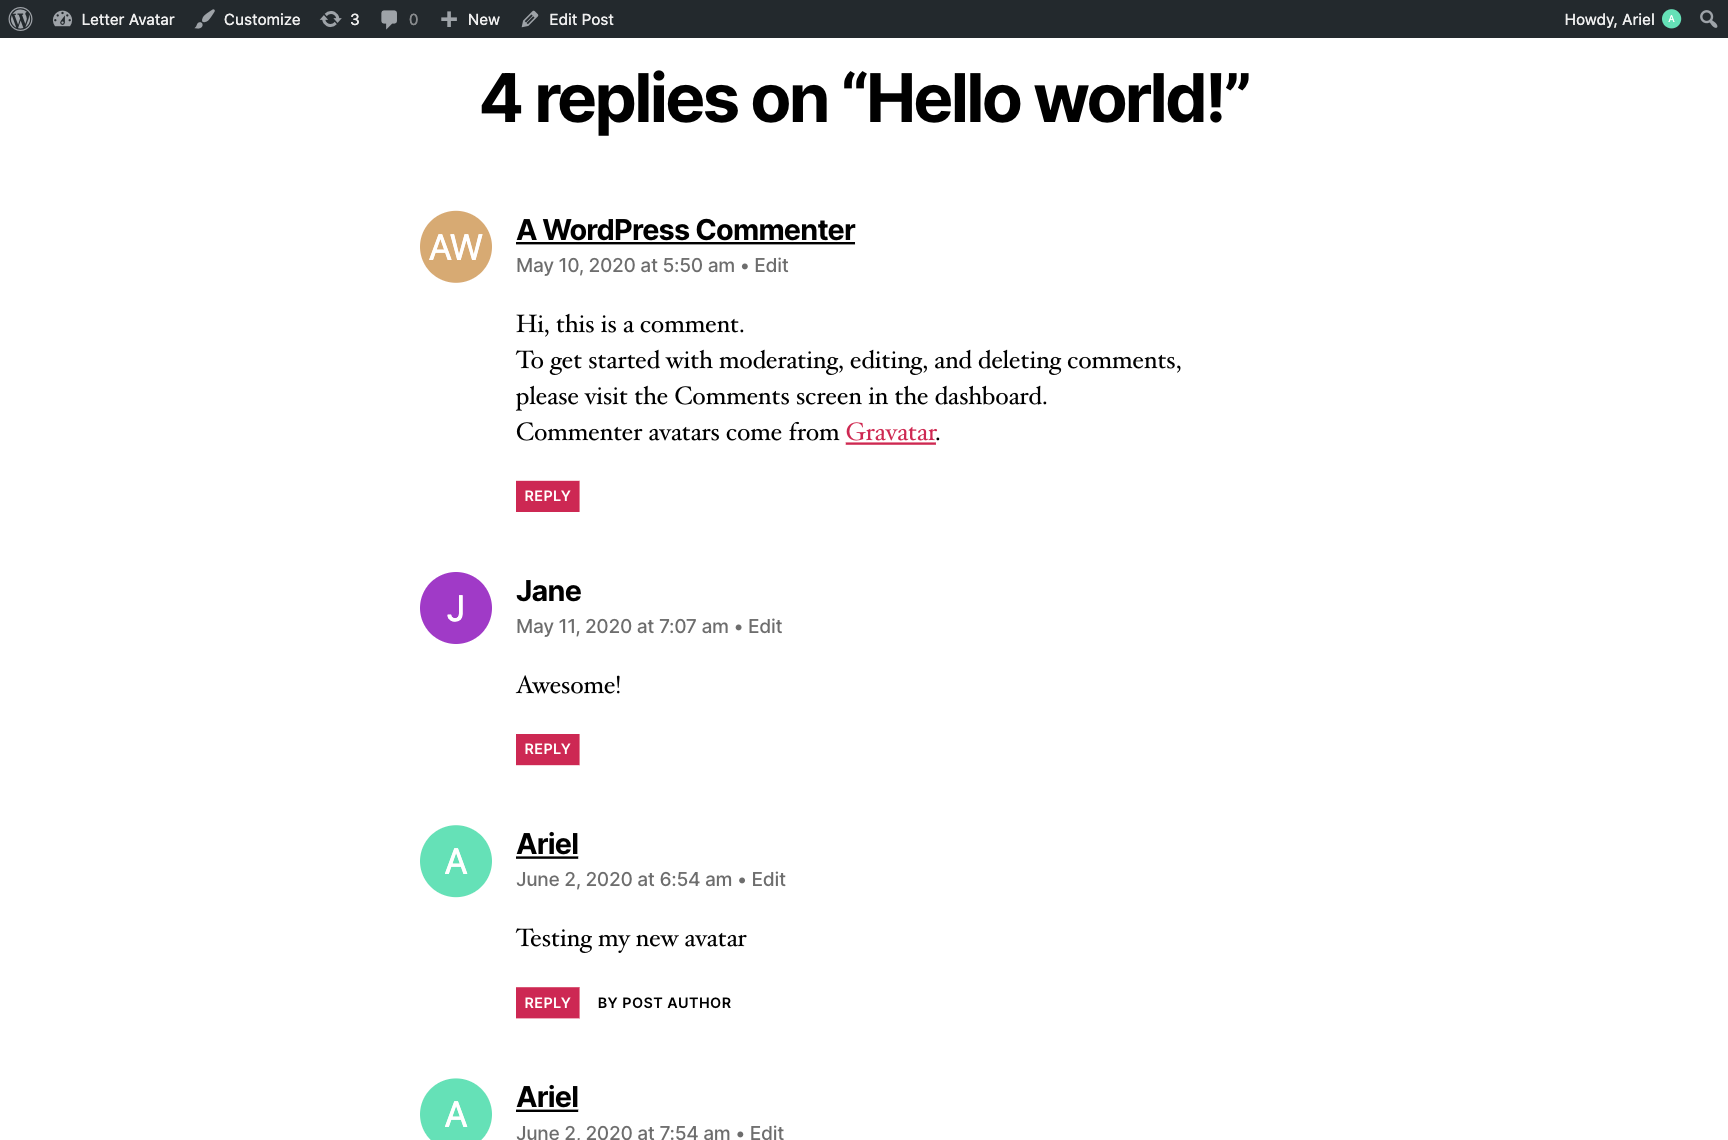 Letter Avatar Customize 3 0 New Edit Post Howdy, Ariel A
4 replies on “Hello world!”
AW
A WordPress Commenter
May 10, 2020 at 5:50 am • Edit
Hi, this is a comment.
To get started with moderating, editing, and deleting comments,
please visit the Comments screen in the dashboard.
Commenter avatars come from Gravatar.
REPLY
J
Jane
May 11, 2020 at 7:07 am • Edit
Awesome!
REPLY
A
Ariel
June 2, 2020 at 6:54 am • Edit
Testing my new avatar
REPLY BY POST AUTHOR
A
Ariel
June 2, 2020 at 7:54 am • Edit